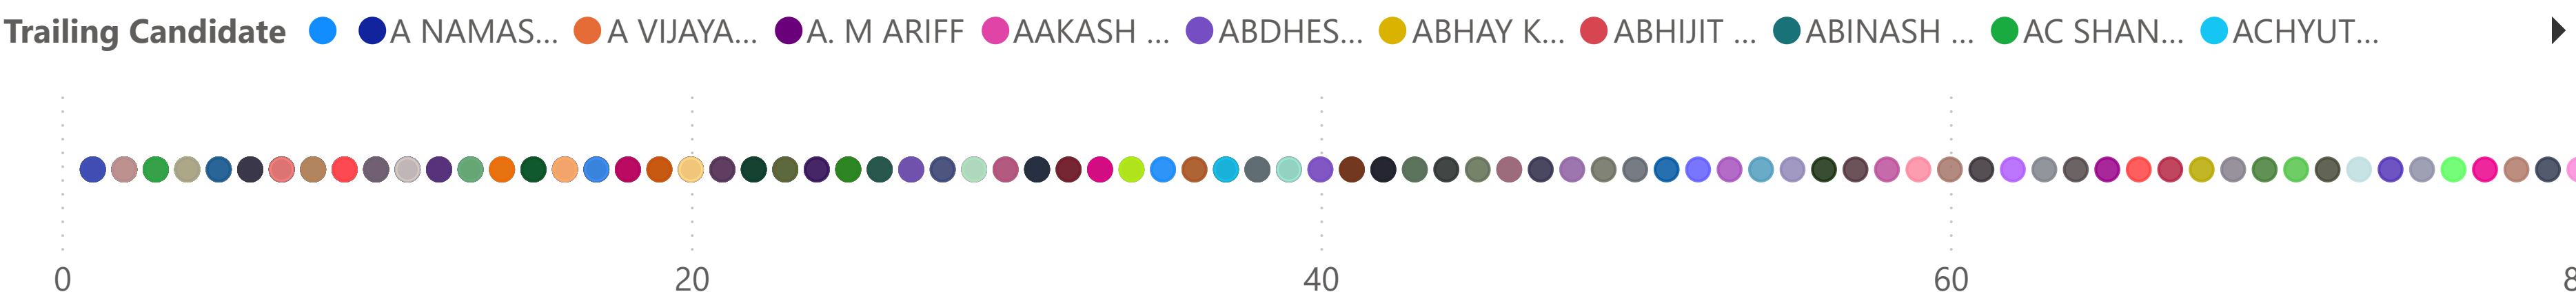 Trailing Candidate A NAMAS... A VIJAYA... A. M ARIFF AAKASH ... ABDHES... ABHAY K... ABHIJIT ... ABINASH ... AC SHAN... ACHYUT...
0 20 40 60